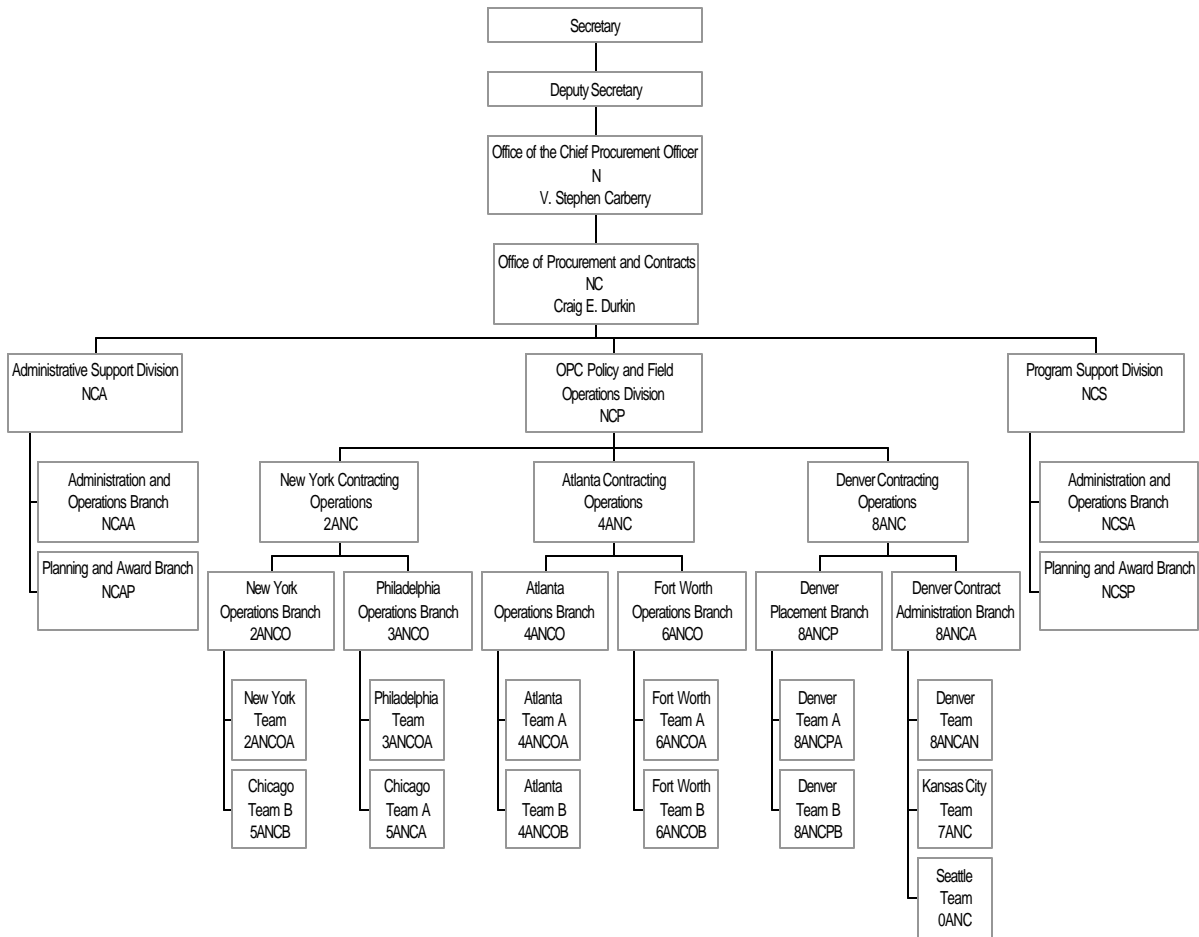 Secretary
Deputy Secretary
Office of the Chief Procurement Officer
N
V. Stephen Carberry
Office of Procurement and Contracts
NC
Craig E. Durkin
Administrative Support Division
NCA
OPC Policy and Field
Operations Division
NCP
Program Support Division
NCS
Administration and
Operations Branch
NCAA
Planning and Award Branch
NCAP
New York Contracting
Operations
2ANC
Atlanta Contracting
Operations
4ANC
Denver Contracting
Operations
8ANC
Administration and
Operations Branch
NCSA
Planning and Award Branch
NCSP
New York
Operations Branch
2ANCO
Philadelphia
Operations Branch
3ANCO
Atlanta
Operations Branch
4ANCO
Fort Worth
Operations Branch
6ANCO
Denver
Placement Branch
8ANCP
Denver Contract
Administration Branch
8ANCA
New York
Team
2ANCOA
Chicago
Team B
5ANCB
Philadelphia
Team
3ANCOA
Chicago
Team A
5ANCA
Atlanta
Team A
4ANCOA
Atlanta
Team B
4ANCOB
Fort Worth
Team A
6ANCOA
Fort Worth
Team B
6ANCOB
Denver
Team A
8ANCPA
Denver
Team B
8ANCPB
Denver
Team
8ANCAN
Kansas City
Team
7ANC
Seattle
Team
0ANC